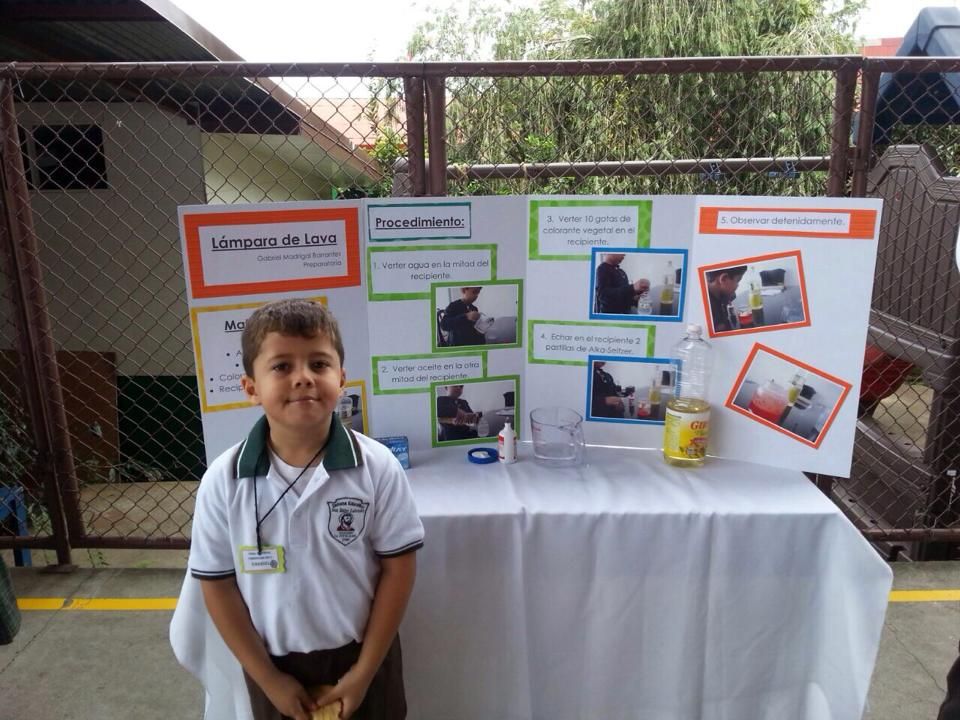 Lámpara de Lava
Gabriel Madrigal Barrantes
Preparatoria
Procedimiento:
1. Verter agua en la mitad del
recipiente.
2. Verter aceite en la otra
mitad del recipiente.
3. Verter 10 gotas de
colorante vegetal en el
recipiente.
4. Echar en el recipiente 2
pastillas de Alka-Seltzer.
5. Observar detenidamente.